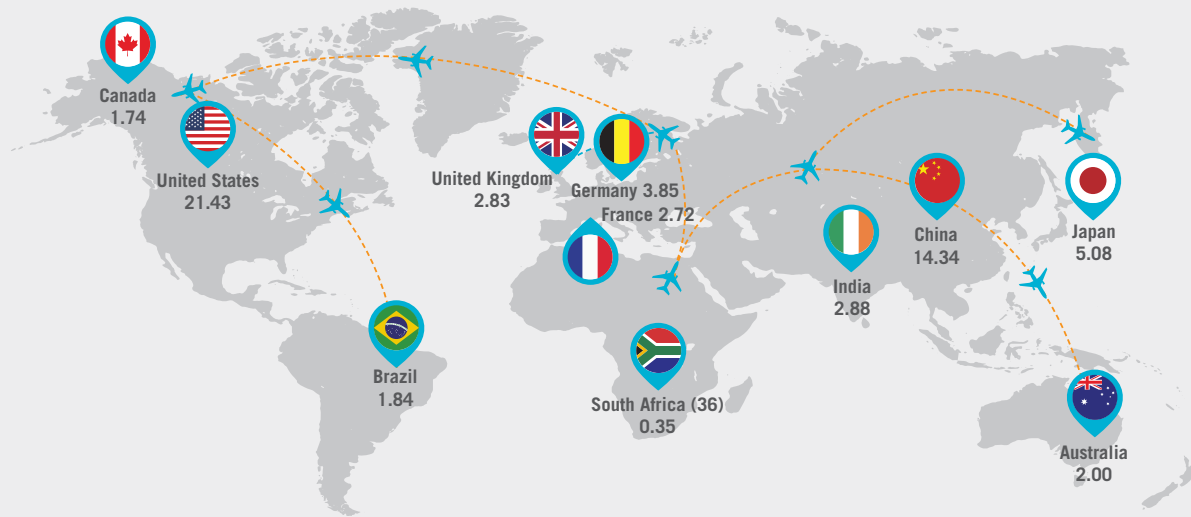 Canada
1.74
United States
21.43
United Kingdom
2.83
Germany 3.85
France 2.72
China
14.34
Japan
5.08
India
2.88
Brazil
1.84
South Africa (36)
0.35
Australia
2.00